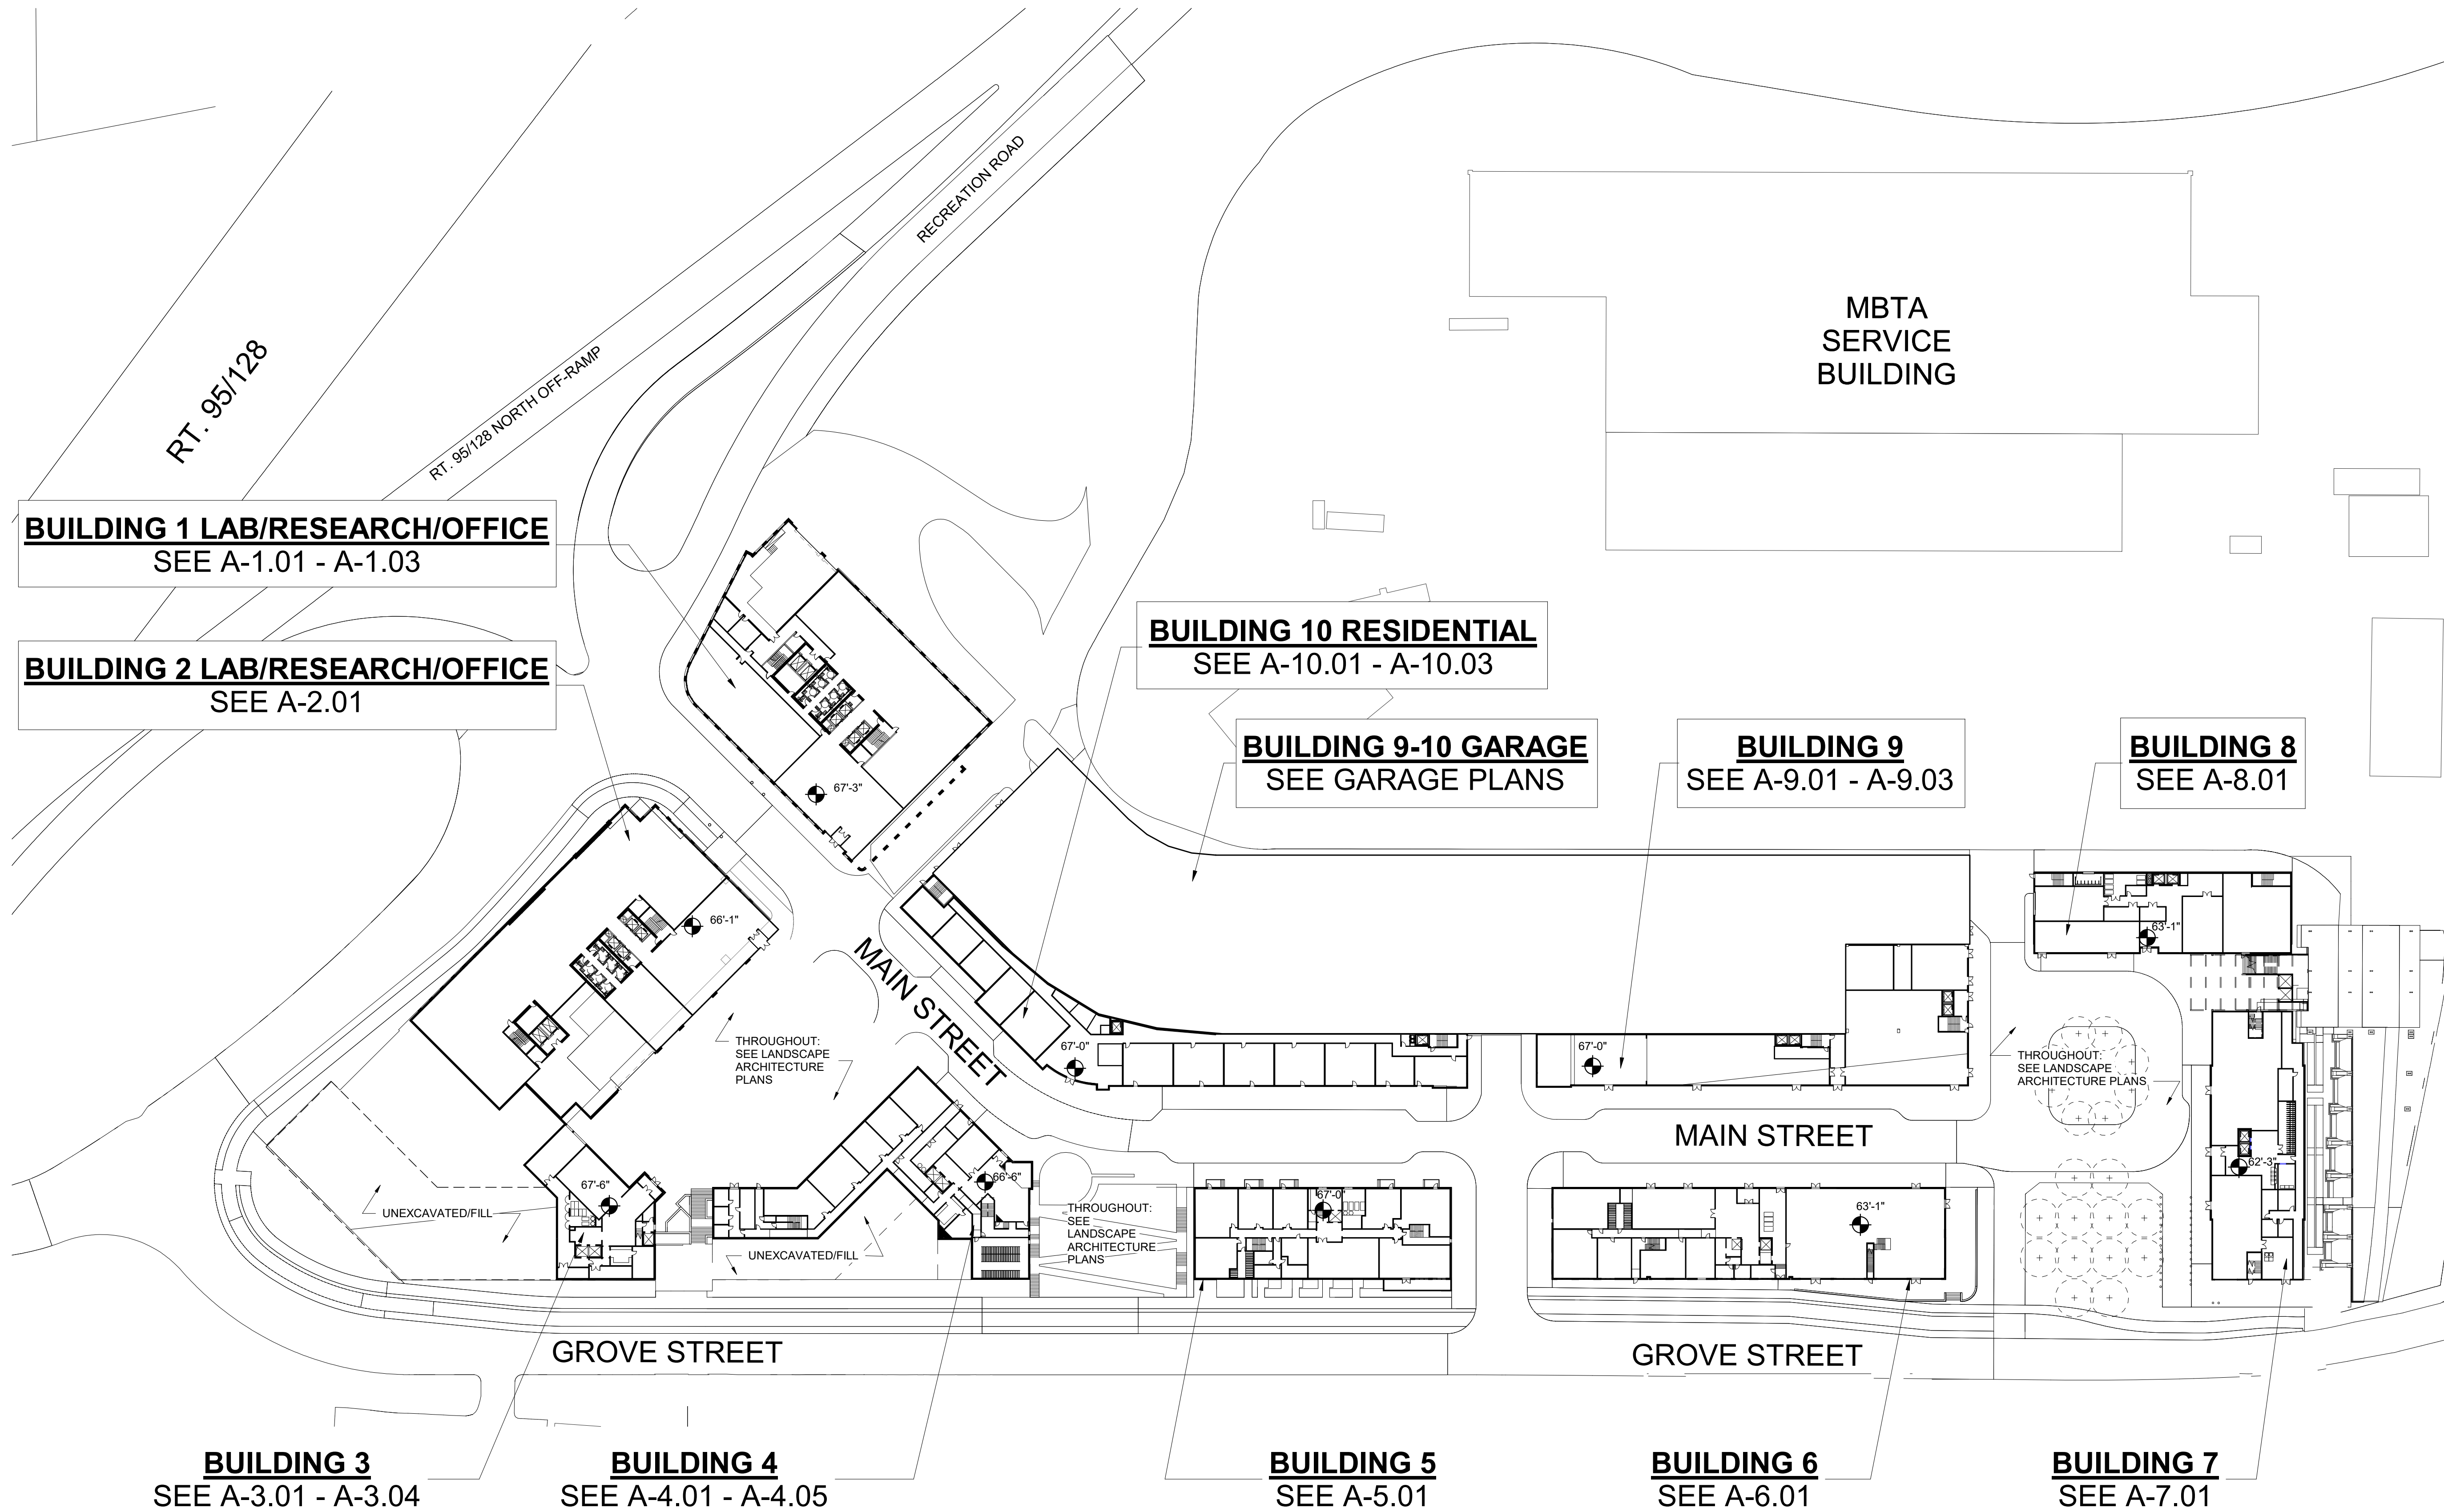 RECREATION ROAD
MBTA
SERVICE
BUILDING
RT. 95/128
RT. 95/128 NORTH OFF-RAMP
BUILDING 1 LAB/RESEARCH/OFFICE
SEE A-1.01 - A-1.03
BUILDING 2 LAB/RESEARCH/OFFICE
SEE A-2.01
BUILDING 10 RESIDENTIAL
SEE A-10.01 - A-10.03
BUILDING 9-10 GARAGE
SEE GARAGE PLANS
BUILDING 9
SEE A-9.01 - A-9.03
BUILDING 8
SEE A-8.01
67'-3"
66'-1"
63'-1"
MAIN STREET
THROUGHOUT:
SEE LANDSCAPE
ARCHITECTURE
PLANS
67'-0"
67'-0"
THROUGHOUT:
SEE LANDSCAPE
ARCHITECTURE PLANS
MAIN STREET
67'-6"
66'-6"
67'-0"
63'-1"
62'-3"
UNEXCAVATED/FILL
UNEXCAVATED/FILL
THROUGHOUT:
SEE
LANDSCAPE
ARCHITECTURE
PLANS
GROVE STREET
GROVE STREET
BUILDING 3
SEE A-3.01 - A-3.04
BUILDING 4
SEE A-4.01 - A-4.05
BUILDING 5
SEE A-5.01
BUILDING 6
SEE A-6.01
BUILDING 7
SEE A-7.01